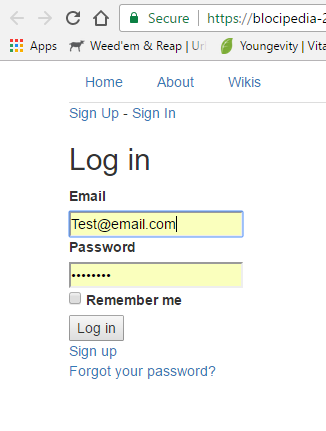 Secure https://blocipedia-2
Apps Weed'em & Reap | Uri Youngevity | Vita
Home About Wikis
Sign Up - Sign In
Log in
Email
Test@email.com
Password
••••••••
Remember me
Log in
Sign up
Forgot your password?